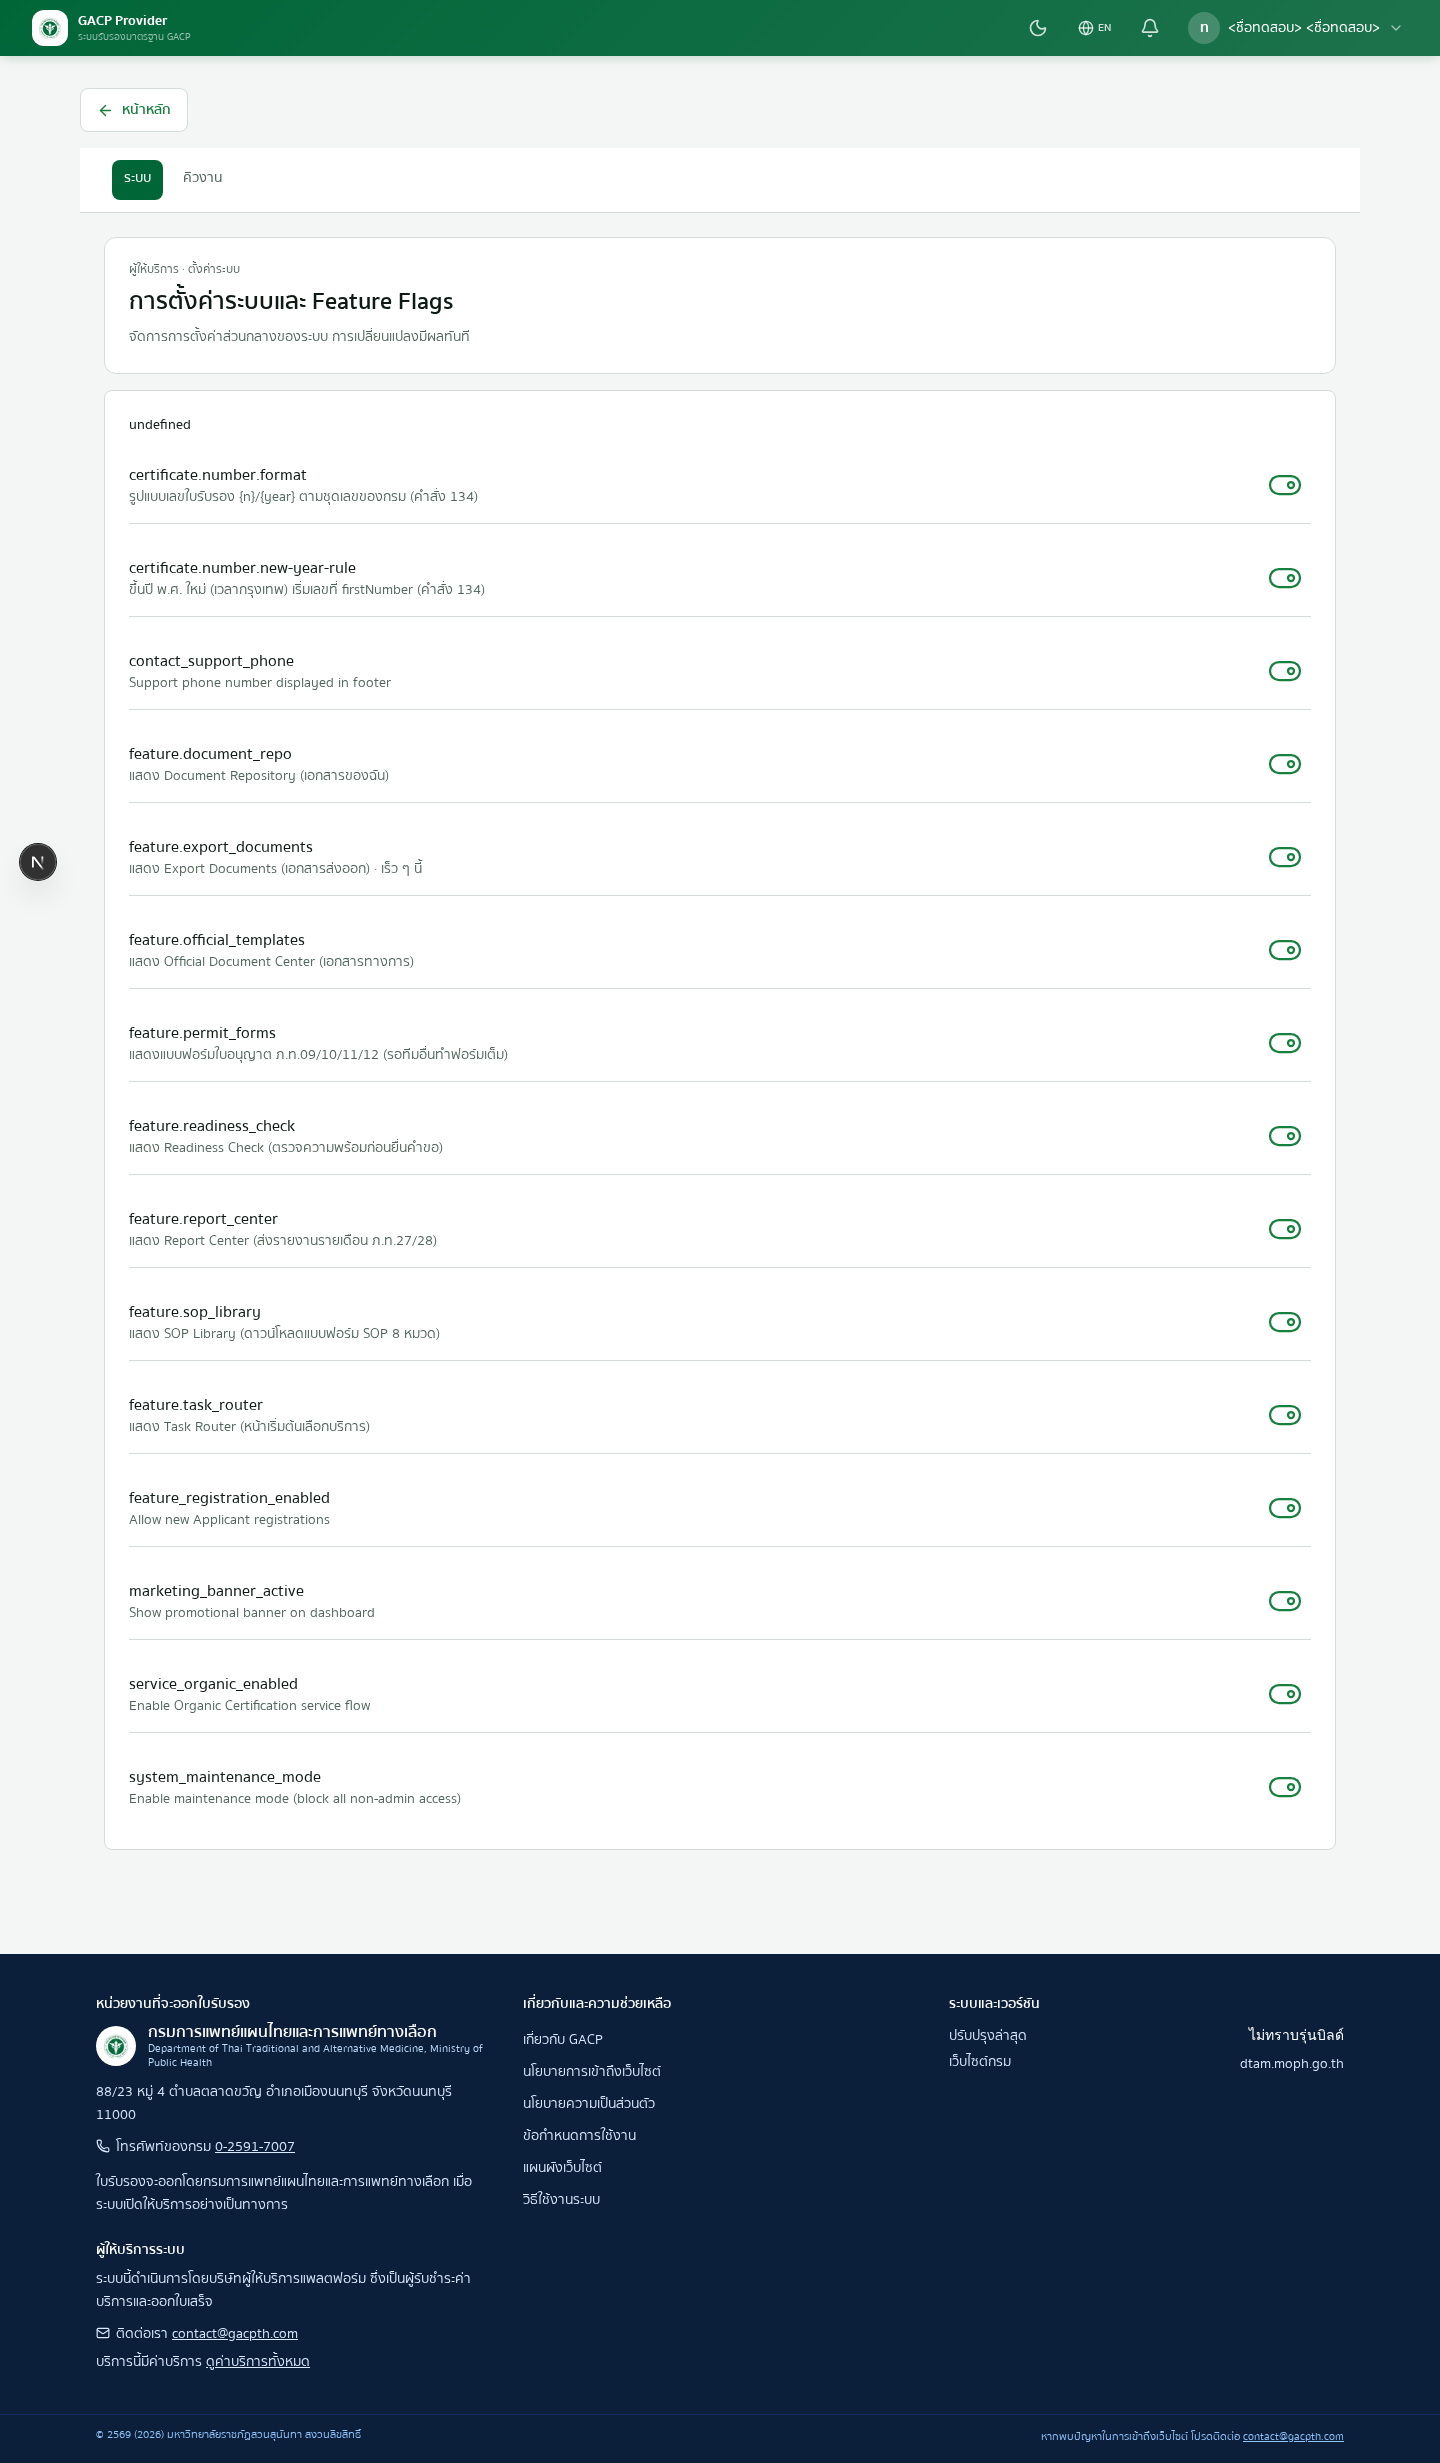 GACP Provider
ระบบรับรองมาตรฐาน GACP
EN
ท
<ชื่อทดสอบ> <ชื่อทดสอบ>
หน้าหลัก
ระบบ
คิวงาน
ผู้ให้บริการ · ตั้งค่าระบบ
การตั้งค่าระบบและ Feature Flags
จัดการการตั้งค่าส่วนกลางของระบบ การเปลี่ยนแปลงมีผลทันที
undefined
certificate.number.format
รูปแบบเลขใบรับรอง {n}/{year} ตามชุดเลขของกรม (คำสั่ง 134)
certificate.number.new-year-rule
ขึ้นปี พ.ศ. ใหม่ (เวลากรุงเทพ) เริ่มเลขที่ firstNumber (คำสั่ง 134)
contact_support_phone
Support phone number displayed in footer
feature.document_repo
แสดง Document Repository (เอกสารของฉัน)
feature.export_documents
แสดง Export Documents (เอกสารส่งออก) · เร็ว ๆ นี้
feature.official_templates
แสดง Official Document Center (เอกสารทางการ)
feature.permit_forms
แสดงแบบฟอร์มใบอนุญาต ภ.ท.09/10/11/12 (รอทีมอื่นทำฟอร์มเต็ม)
feature.readiness_check
แสดง Readiness Check (ตรวจความพร้อมก่อนยื่นคำขอ)
feature.report_center
แสดง Report Center (ส่งรายงานรายเดือน ภ.ท.27/28)
feature.sop_library
แสดง SOP Library (ดาวน์โหลดแบบฟอร์ม SOP 8 หมวด)
feature.task_router
แสดง Task Router (หน้าเริ่มต้นเลือกบริการ)
feature_registration_enabled
Allow new Applicant registrations
marketing_banner_active
Show promotional banner on dashboard
service_organic_enabled
Enable Organic Certification service flow
system_maintenance_mode
Enable maintenance mode (block all non-admin access)
N
หน่วยงานที่จะออกใบรับรอง
กรมการแพทย์แผนไทยและการแพทย์ทางเลือก
Department of Thai Traditional and Alternative Medicine, Ministry of
Public Health
88/23 หมู่ 4 ตำบลตลาดขวัญ อำเภอเมืองนนทบุรี จังหวัดนนทบุรี
11000
โทรศัพท์ของกรม 0-2591-7007
ใบรับรองจะออกโดยกรมการแพทย์แผนไทยและการแพทย์ทางเลือก เมื่อ
ระบบเปิดให้บริการอย่างเป็นทางการ
ผู้ให้บริการระบบ
ระบบนี้ดำเนินการโดยบริษัทผู้ให้บริการแพลตฟอร์ม ซึ่งเป็นผู้รับชำระค่า
บริการและออกใบเสร็จ
ติดต่อเรา contact@gacpth.com
บริการนี้มีค่าบริการ ดูค่าบริการทั้งหมด
เกี่ยวกับและความช่วยเหลือ
เกี่ยวกับ GACP
นโยบายการเข้าถึงเว็บไซต์
นโยบายความเป็นส่วนตัว
ข้อกำหนดการใช้งาน
แผนผังเว็บไซต์
วิธีใช้งานระบบ
ระบบและเวอร์ชัน
ปรับปรุงล่าสุด ไม่ทราบรุ่นบิลด์
เว็บไซต์กรม dtam.moph.go.th
© 2569 (2026) มหาวิทยาลัยราชภัฏสวนสุนันทา สงวนลิขสิทธิ์
หากพบปัญหาในการเข้าถึงเว็บไซต์ โปรดติดต่อ contact@gacpth.com